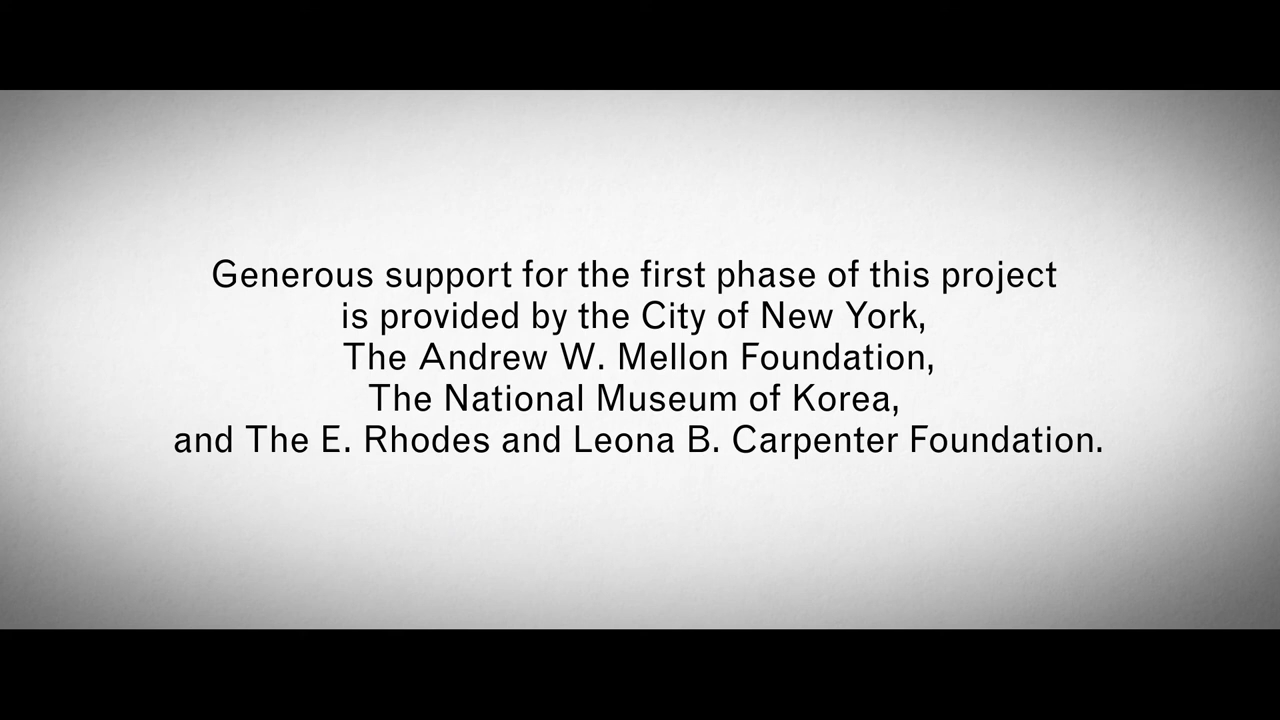 Generous support for the first phase of this project
is provided by the City of New York,
The Andrew W. Mellon Foundation,
The National Museum of Korea,
and The E. Rhodes and Leona B. Carpenter Foundation.